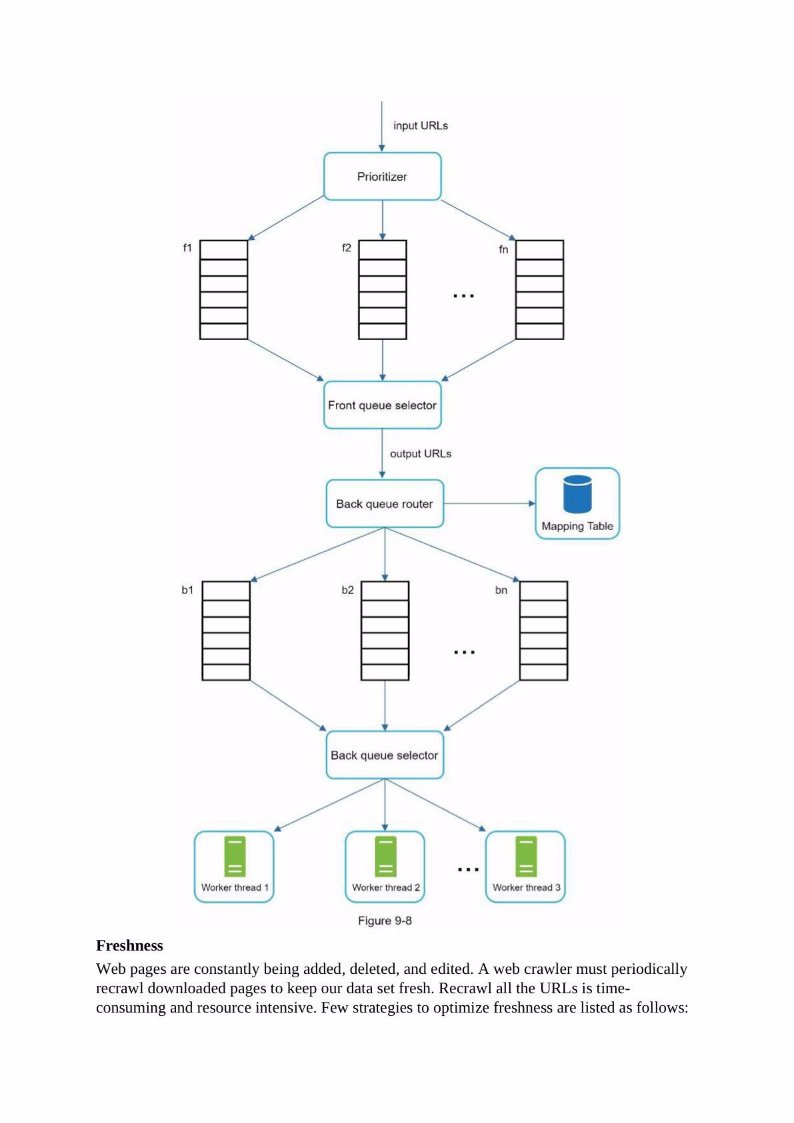 input URLs
Prioritizer
f1
f2
fn
...
Front queue selector
output URLs
Back queue router
Mapping Table
b1
b2
bn
...
Back queue selector
...
Worker thread 1
Worker thread 2
Worker thread 3
Figure 9-8
Freshness
Web pages are constantly being added, deleted, and edited. A web crawler must periodically
recrawl downloaded pages to keep our data set fresh. Recrawl all the URLs is time-
consuming and resource intensive. Few strategies to optimize freshness are listed as follows: